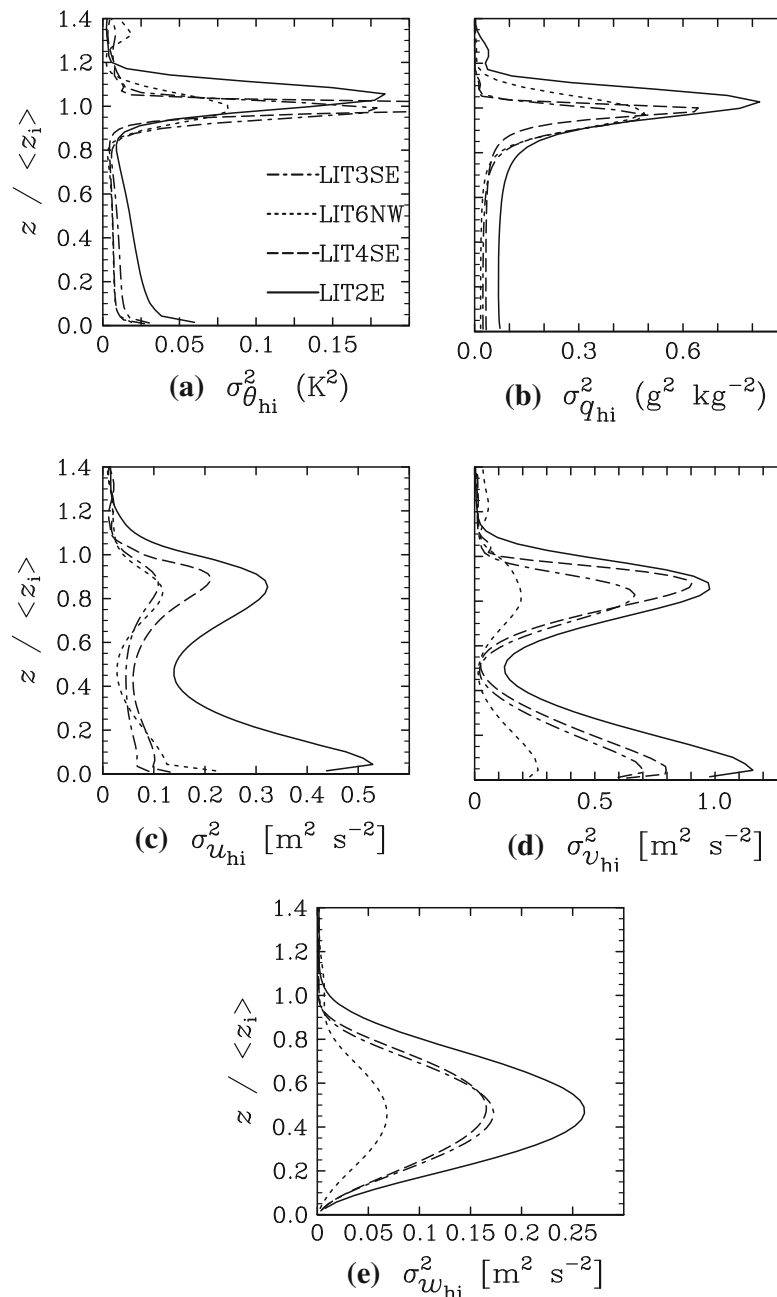 1.4
1.2
1.0
0.8
0.6
0.4
0.2
0.0
z / <z_i>
LIT3SE
LIT6NW
LIT4SE
LIT2E
0 0.05 0.1 0.15
(a) σ²_θhi (K²)
0.0 0.3 0.6
(b) σ²_qhi (g² kg⁻²)
1.4
1.2
1.0
0.8
0.6
0.4
0.2
0.0
z / <z_i>
0 0.1 0.2 0.3 0.4 0.5
(c) σ²_uhi [m² s⁻²]
0 0.5 1.0
(d) σ²_vhi [m² s⁻²]
1.4
1.2
1.0
0.8
0.6
0.4
0.2
0.0
z / <z_i>
0 0.05 0.1 0.15 0.2 0.25
(e) σ²_whi [m² s⁻²]